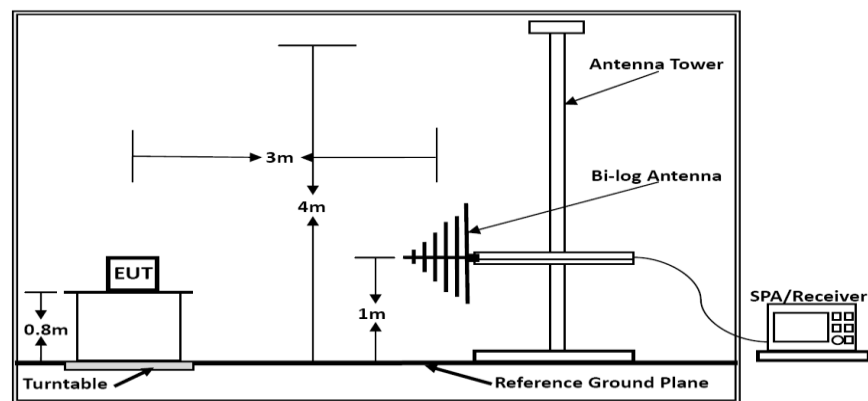 Antenna Tower
3m
Bi-log Antenna
4m
EUT
SPA/Receiver
0.8m
1m
Turntable
Reference Ground Plane